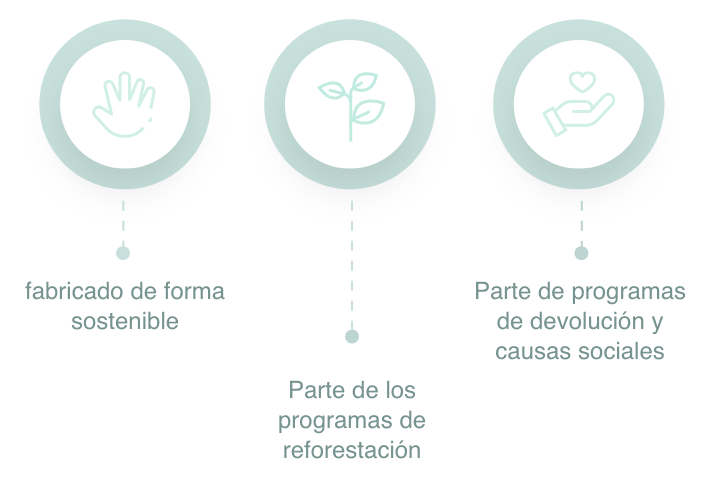 fabricado de forma
sostenible
Parte de los
programas de
reforestación
Parte de programas
de devolución y
causas sociales